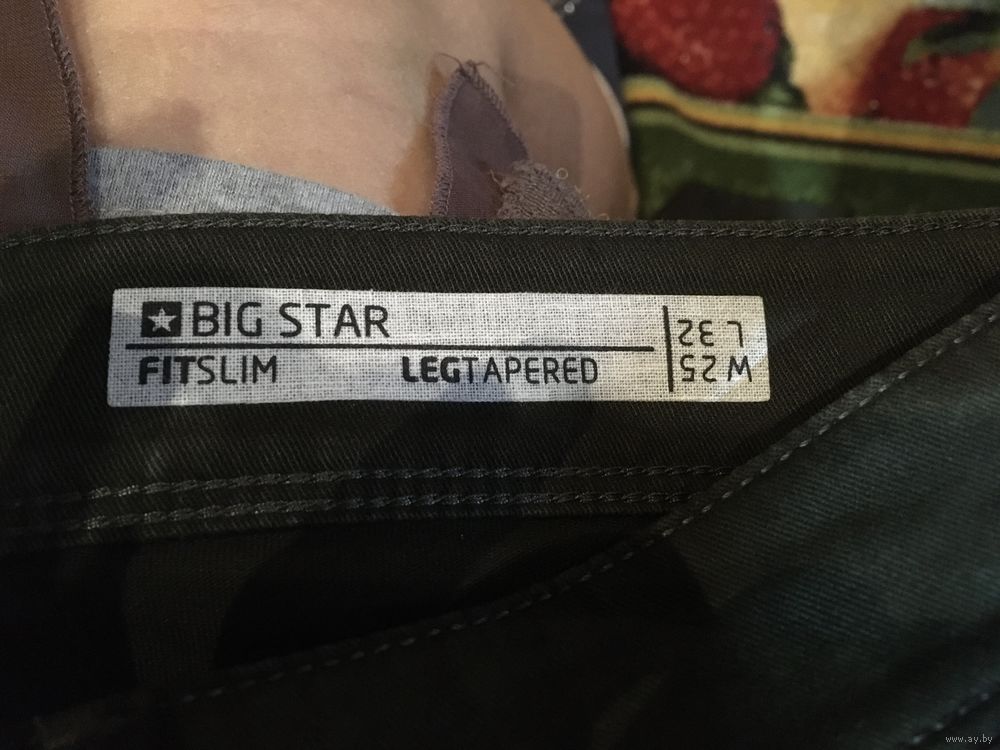 BIG STAR
FITSLIM LEGTAPERED
W 25
L 32
www.ay.by